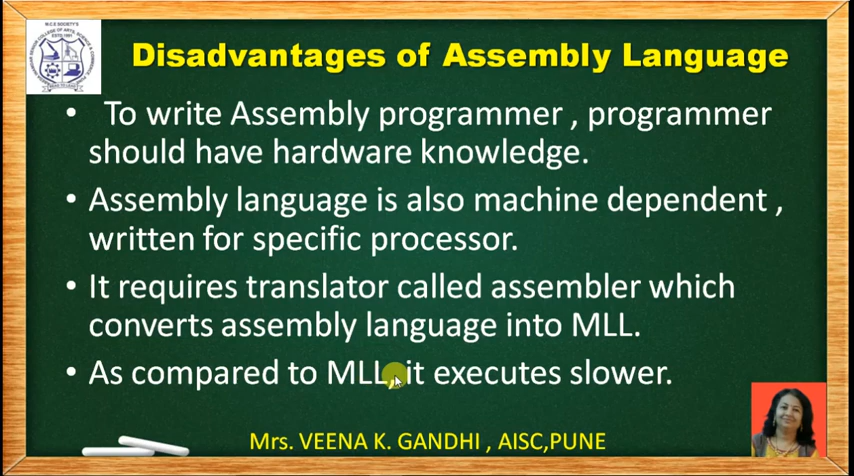 Disadvantages of Assembly Language
• To write Assembly programmer , programmer
should have hardware knowledge.
• Assembly language is also machine dependent ,
written for specific processor.
• It requires translator called assembler which
converts assembly language into MLL.
• As compared to MLL, it executes slower.
Mrs. VEENA K. GANDHI , AISC,PUNE